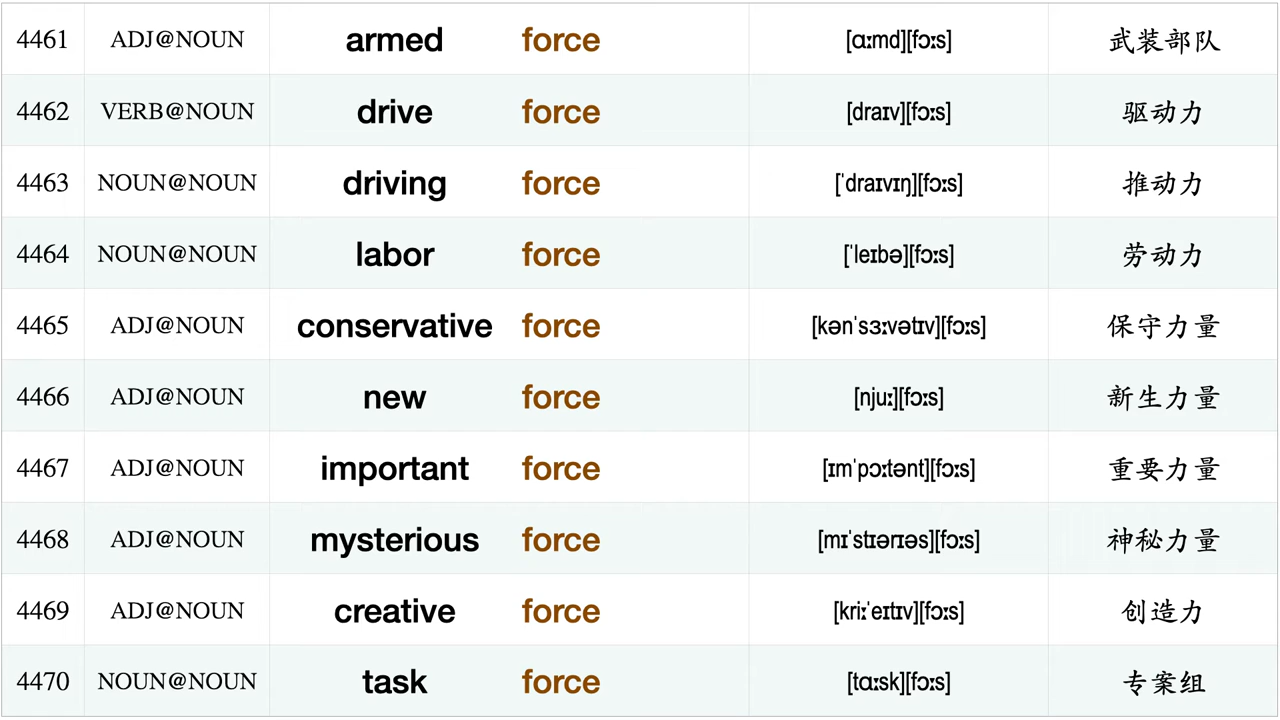 4461 ADJ@NOUN armed force [ɑːmd][fɔːs] 武装部队
4462 VERB@NOUN drive force [draɪv][fɔːs] 驱动力
4463 NOUN@NOUN driving force [ˈdraɪvɪŋ][fɔːs] 推动力
4464 NOUN@NOUN labor force [ˈleɪbə][fɔːs] 劳动力
4465 ADJ@NOUN conservative force [kənˈsɜːvətɪv][fɔːs] 保守力量
4466 ADJ@NOUN new force [njuː][fɔːs] 新生力量
4467 ADJ@NOUN important force [ɪmˈpɔːtənt][fɔːs] 重要力量
4468 ADJ@NOUN mysterious force [mɪˈstɪərɪəs][fɔːs] 神秘力量
4469 ADJ@NOUN creative force [kriːˈeɪtɪv][fɔːs] 创造力
4470 NOUN@NOUN task force [tɑːsk][fɔːs] 专案组